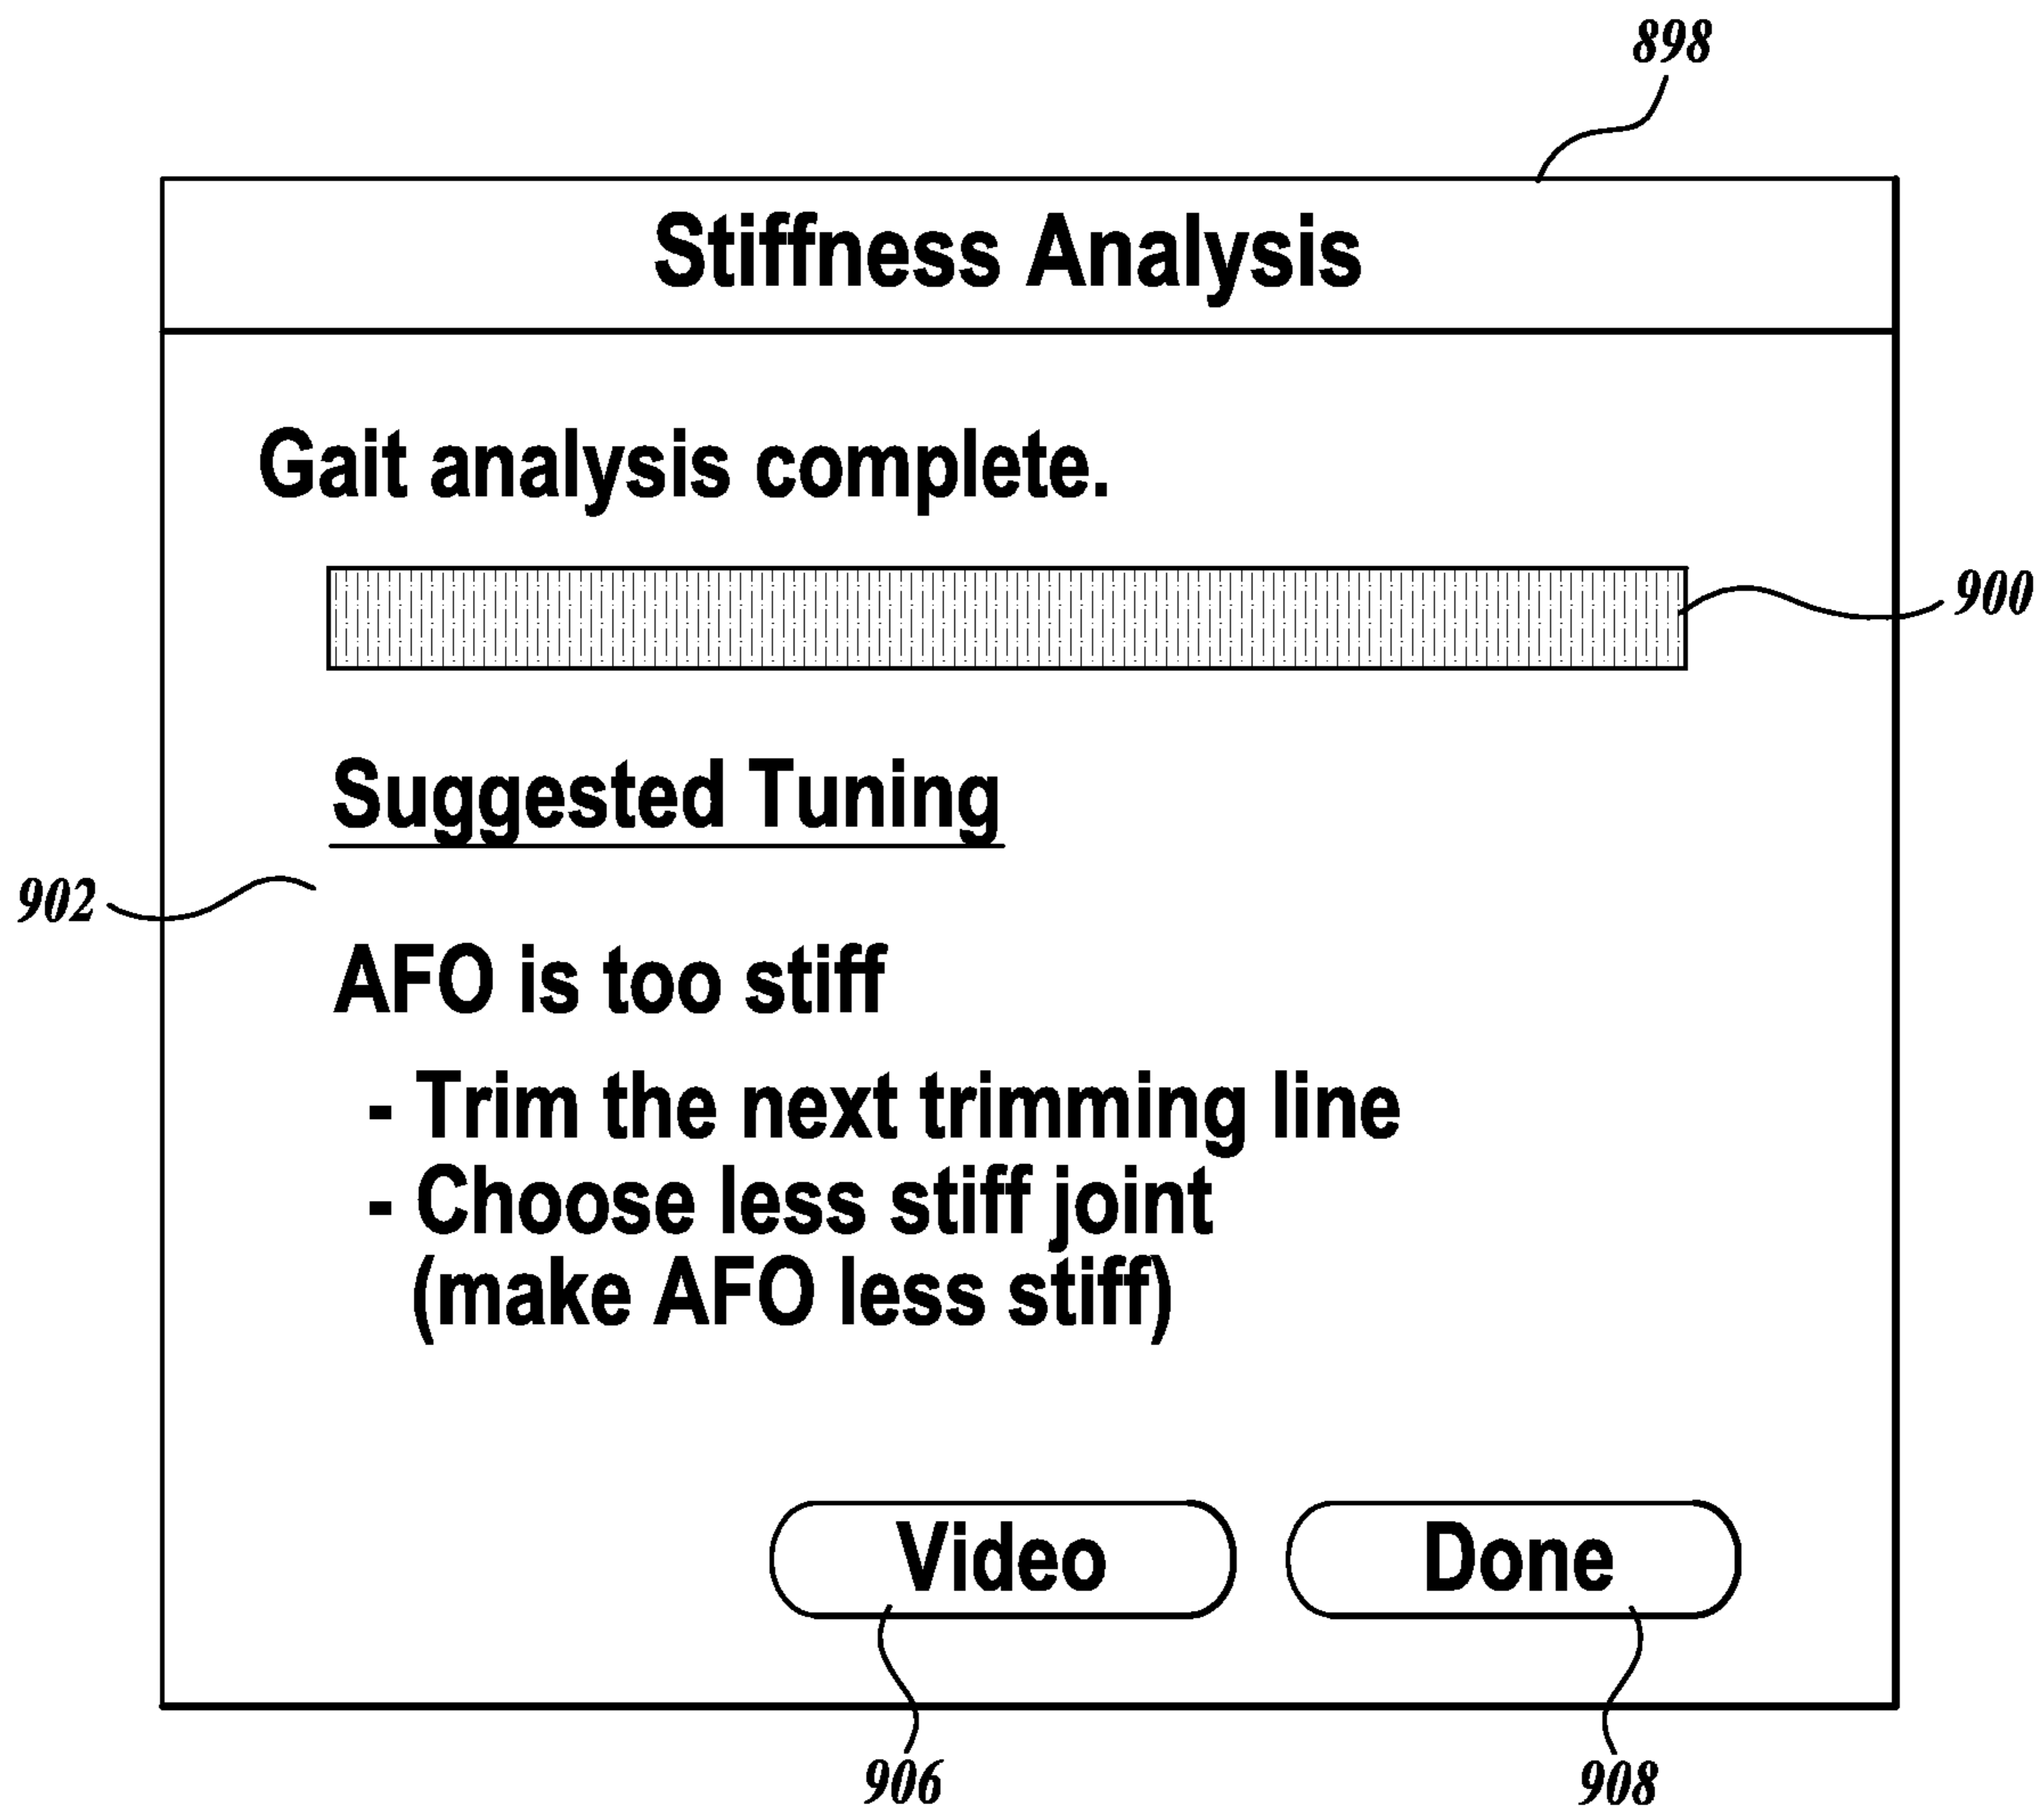 898
Stiffness Analysis
Gait analysis complete.
900
Suggested Tuning
902
AFO is too stiff
- Trim the next trimming line
- Choose less stiff joint
(make AFO less stiff)
Video
Done
906
908